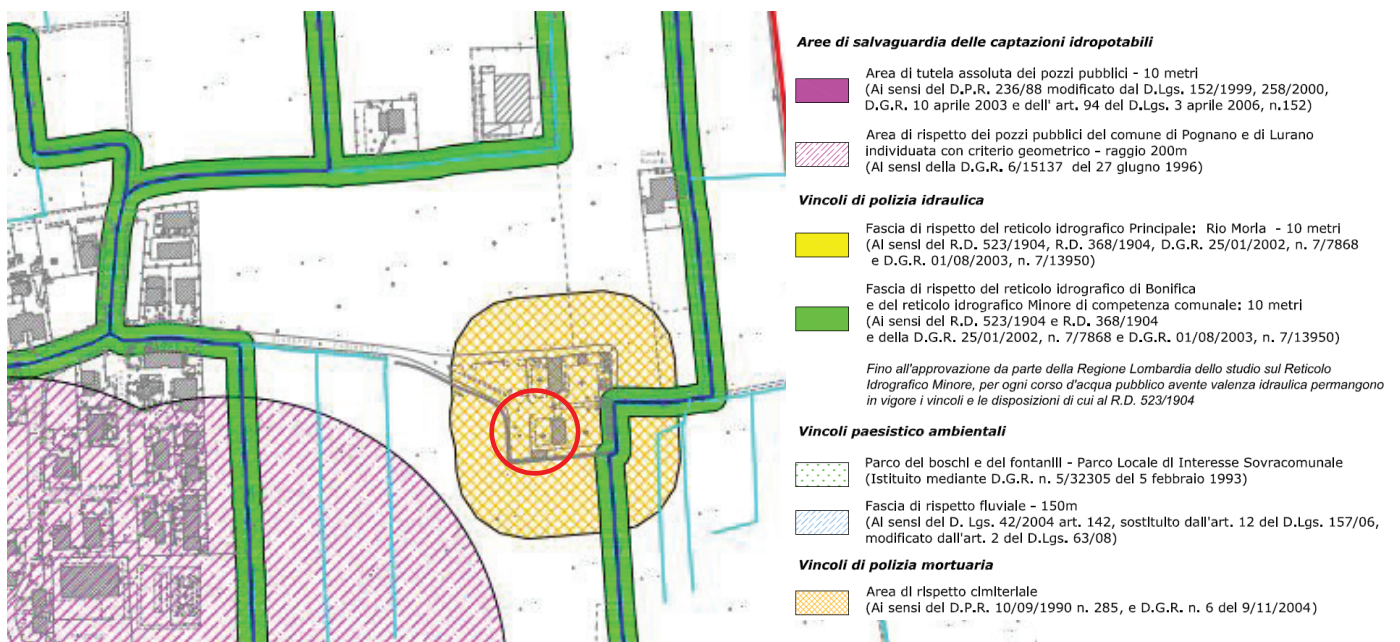 Aree di salvaguardia delle captazioni idropotabili
Area di tutela assoluta dei pozzi pubblici - 10 metri
(Ai sensi del D.P.R. 236/88 modificato dal D.Lgs. 152/1999, 258/2000,
D.G.R. 10 aprile 2003 e dell' art. 94 del D.Lgs. 3 aprile 2006, n.152)
Area di rispetto dei pozzi pubblici del comune di Pognano e di Lurano
individuata con criterio geometrico - raggio 200m
(Ai sensi della D.G.R. 6/15137 del 27 giugno 1996)
Vincoli di polizia idraulica
Fascia di rispetto del reticolo idrografico Principale: Rio Morla - 10 metri
(Ai sensi del R.D. 523/1904, R.D. 368/1904, D.G.R. 25/01/2002, n. 7/7868
e D.G.R. 01/08/2003, n. 7/13950)
Fascia di rispetto del reticolo idrografico di Bonifica
e del reticolo idrografico Minore di competenza comunale: 10 metri
(Ai sensi del R.D. 523/1904 e R.D. 368/1904
e della D.G.R. 25/01/2002, n. 7/7868 e D.G.R. 01/08/2003, n. 7/13950)
Fino all'approvazione da parte della Regione Lombardia dello studio sul Reticolo
Idrografico Minore, per ogni corso d'acqua pubblico avente valenza idraulica permangono
in vigore i vincoli e le disposizioni di cui al R.D. 523/1904
Vincoli paesistico ambientali
Parco dei boschi e dei fontanili - Parco Locale di Interesse Sovracomunale
(Istituito mediante D.G.R. n. 5/32305 del 5 febbraio 1993)
Fascia di rispetto fluviale - 150m
(Ai sensi del D. Lgs. 42/2004 art. 142, sostituito dall'art. 12 del D.Lgs. 157/06,
modificato dall'art. 2 del D.Lgs. 63/08)
Vincoli di polizia mortuaria
Area di rispetto cimiteriale
(Ai sensi del D.P.R. 10/09/1990 n. 285, e D.G.R. n. 6 del 9/11/2004)